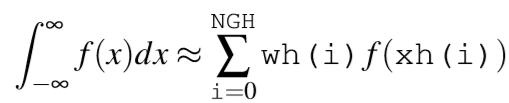 ∫_{-∞}^{∞} f(x)dx ≈ ∑_{i=0}^{NGH} wh(i)f(xh(i))